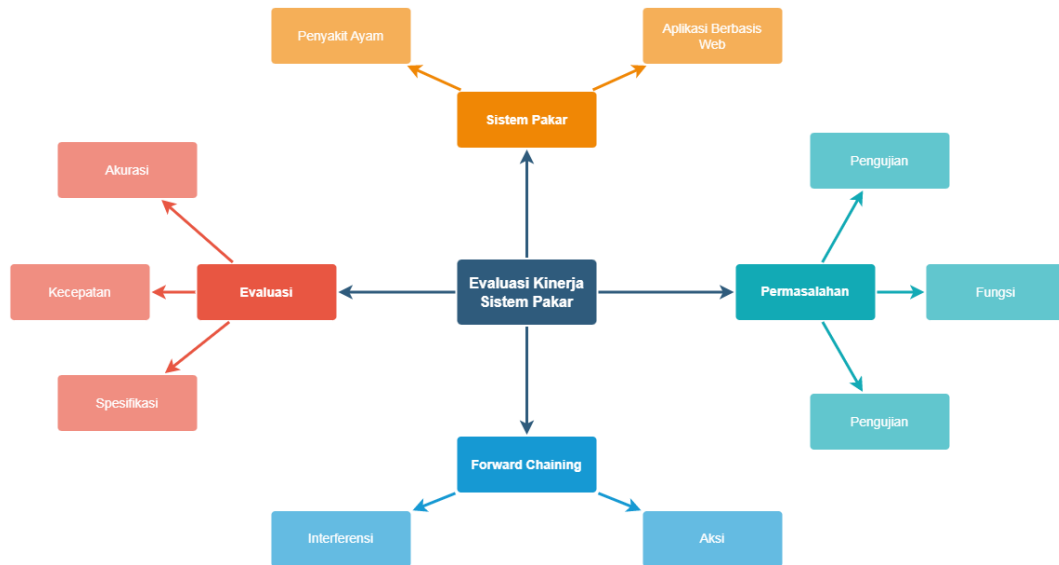 Penyakit Ayam
Aplikasi Berbasis
Web
Sistem Pakar
Akurasi
Pengujian
Kecepatan
Evaluasi
Evaluasi Kinerja
Sistem Pakar
Permasalahan
Fungsi
Spesifikasi
Pengujian
Forward Chaining
Interferensi
Aksi